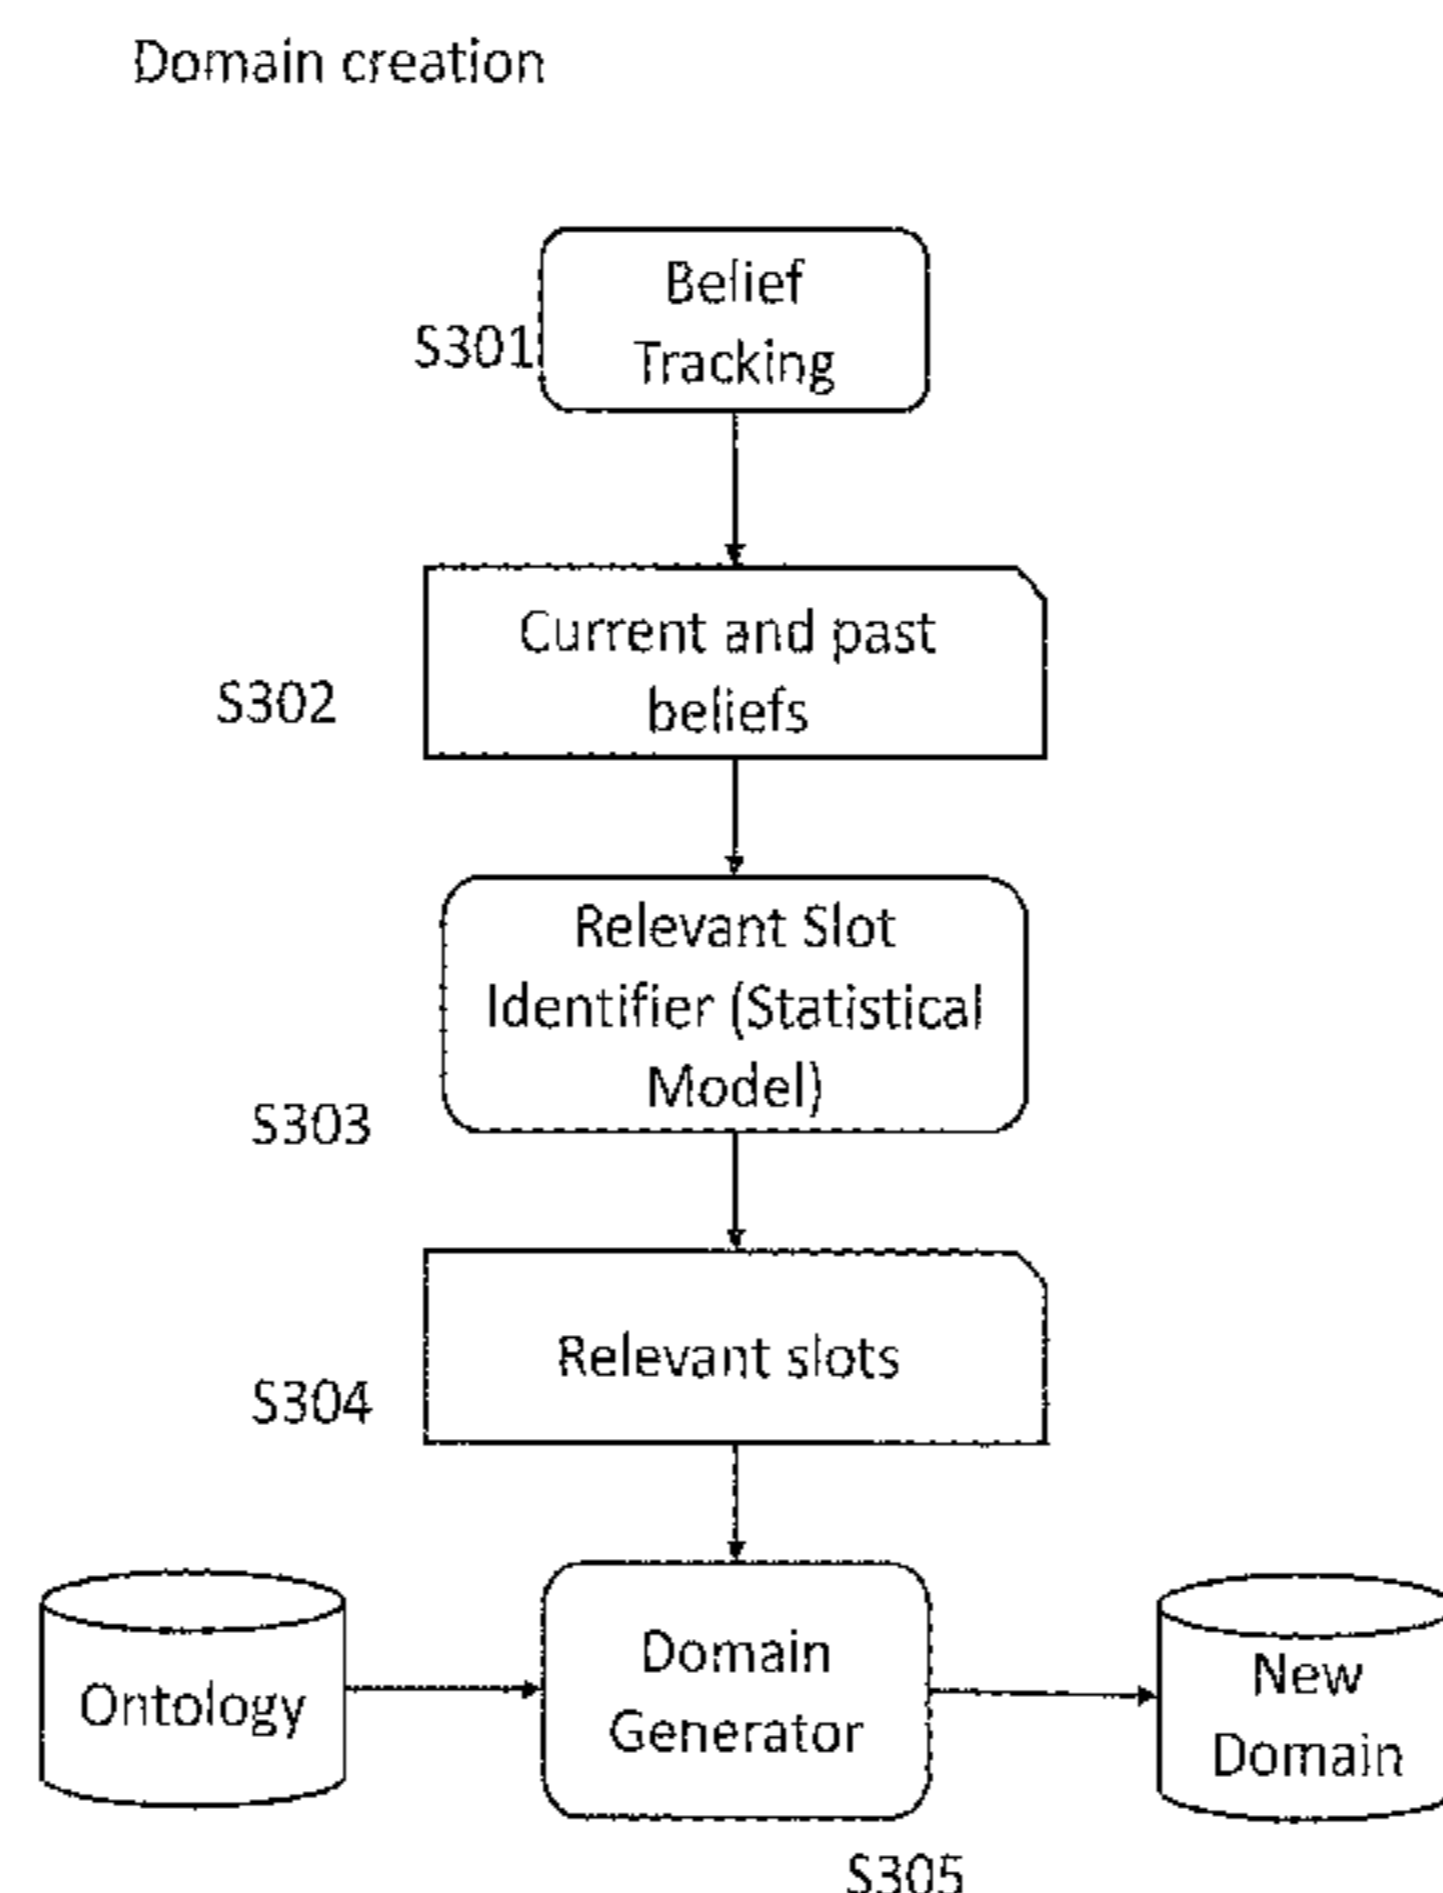 Domain creation
Belief
Tracking
S301
Current and past
beliefs
S302
Relevant Slot
Identifier (Statistical
Model)
S303
Relevant slots
S304
Ontology
Domain
Generator
New
Domain
S305